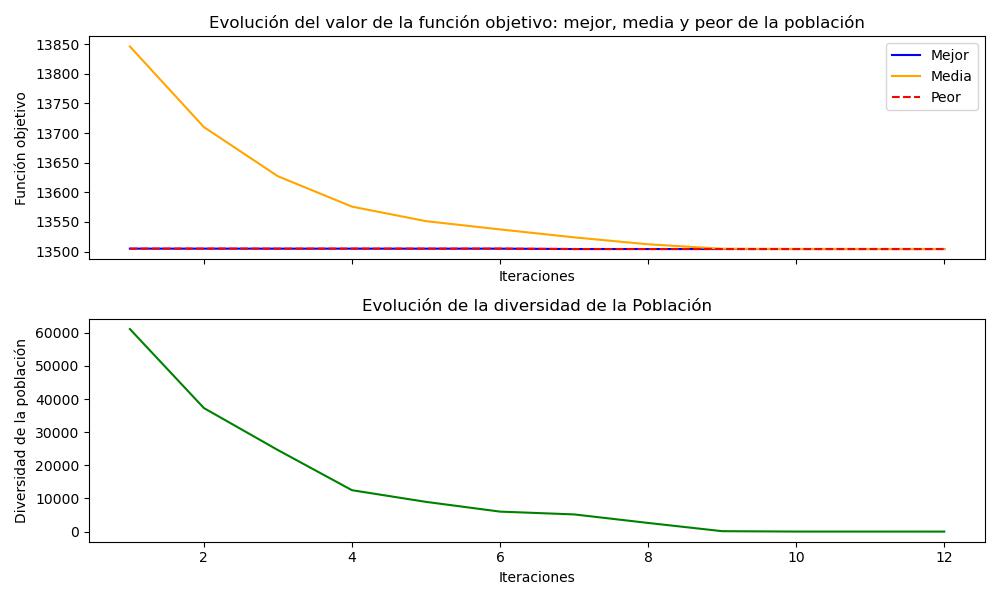 Evolución del valor de la función objetivo: mejor, media y peor de la población
Función objetivo
13850
13800
13750
13700
13650
13600
13550
13500
Mejor
Media
Peor
Iteraciones
Evolución de la diversidad de la Población
Diversidad de la población
60000
50000
40000
30000
20000
10000
0
2 4 6 8 10 12
Iteraciones